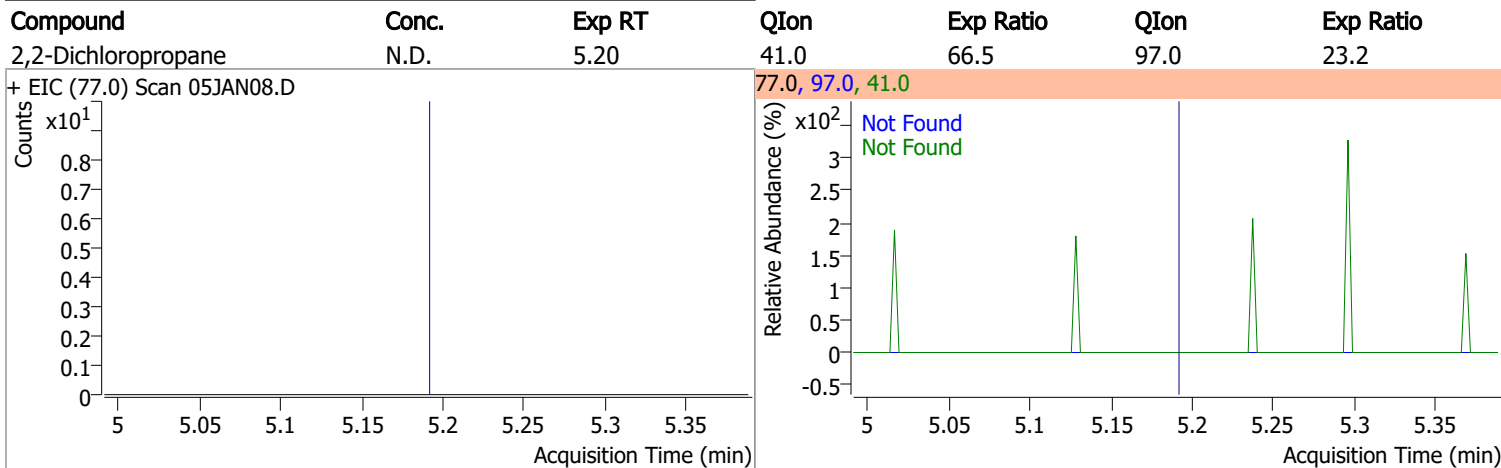 Compound Conc. Exp RT QIon Exp Ratio QIon Exp Ratio
2,2-Dichloropropane N.D. 5.20 41.0 66.5 97.0 23.2
+ EIC (77.0) Scan 05JAN08.D
Counts
x10¹
0.8
0.7
0.6
0.5
0.4
0.3
0.2
0.1
0
5 5.05 5.1 5.15 5.2 5.25 5.3 5.35
Acquisition Time (min)
77.0, 97.0, 41.0
Relative Abundance (%)
x10²
Not Found
Not Found
3
2.5
2
1.5
1
0.5
0
-0.5
5 5.05 5.1 5.15 5.2 5.25 5.3 5.35
Acquisition Time (min)